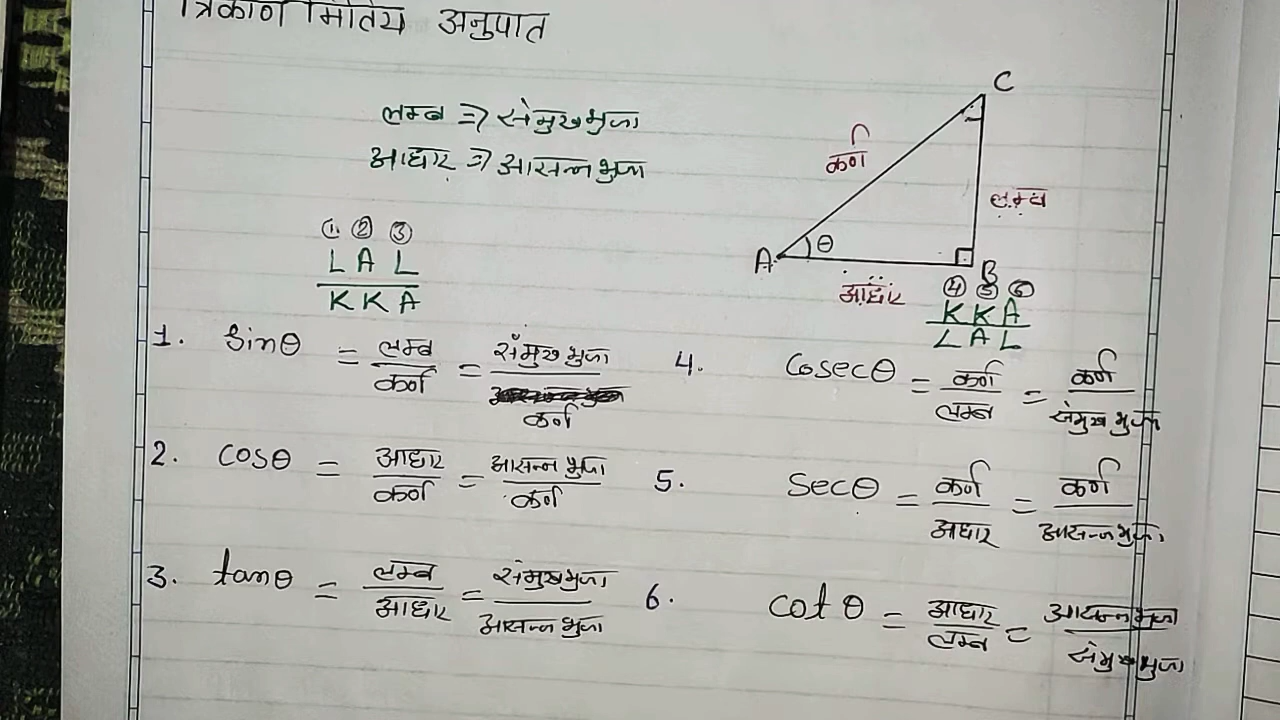 त्रिकोण मितिय अनुपात
लम्ब ⇒ संमुख भुजा
आधार ⇒ आसन्न भुजा
C
कर्ण
लम्ब
A θ B
आधार
① ② ③
L A L
K K A
④ ⑤ ⑥
K K A
L A L
1. Sinθ = लम्ब/कर्ण = संमुख भुजा/कर्ण
4. Cosecθ = कर्ण/लम्ब = कर्ण/संमुख भुजा
2. Cosθ = आधार/कर्ण = आसन्न भुजा/कर्ण
5. Secθ = कर्ण/आधार = कर्ण/आसन्न भुजा
3. tanθ = लम्ब/आधार = संमुख भुजा/आसन्न भुजा
6. Cot θ = आधार/लम्ब = आसन्न भुजा/संमुख भुजा